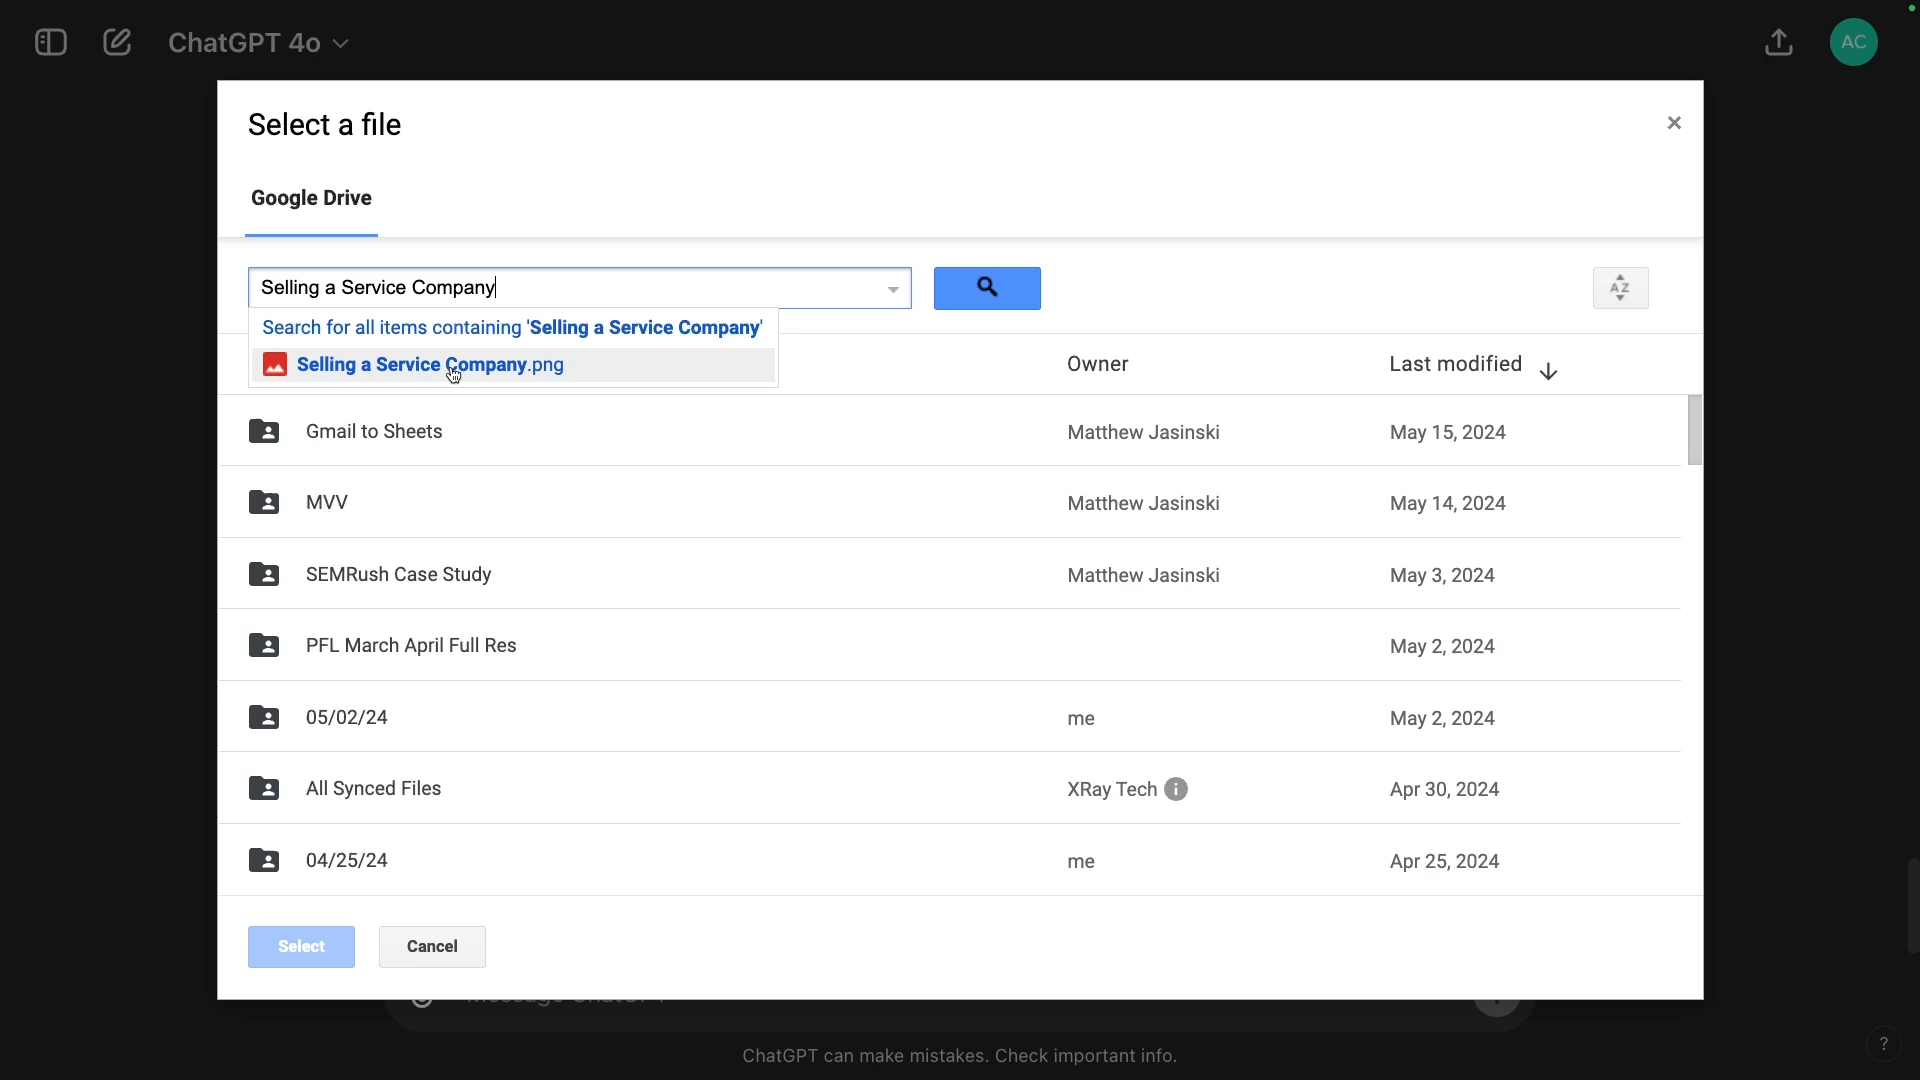 ChatGPT 4o
AC
Select a file
×
Google Drive
Selling a Service Company
AZ
Search for all items containing 'Selling a Service Company'
Selling a Service Company.png
Owner
Last modified
Gmail to Sheets
Matthew Jasinski
May 15, 2024
MVV
Matthew Jasinski
May 14, 2024
SEMRush Case Study
Matthew Jasinski
May 3, 2024
PFL March April Full Res
May 2, 2024
05/02/24
me
May 2, 2024
All Synced Files
XRay Tech
Apr 30, 2024
04/25/24
me
Apr 25, 2024
Select
Cancel
Message ChatGPT
ChatGPT can make mistakes. Check important info.
?